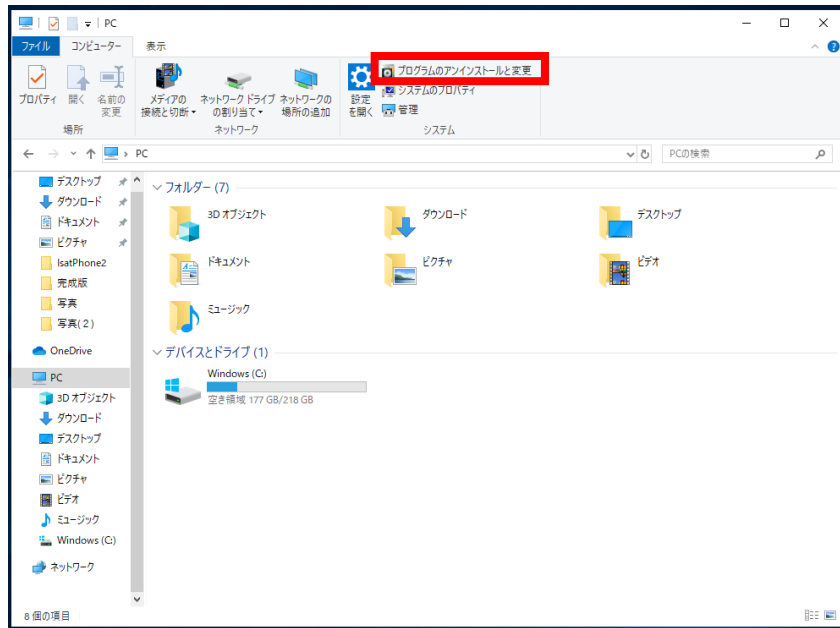 PC
ファイル
コンピューター
表示
プロパティ
開く
名前の
変更
メディアの
接続と切断
ネットワーク ドライブ
の割り当て
ネットワークの
場所の追加
設定
を開く
プログラムのアンインストールと変更
システムのプロパティ
管理
場所
ネットワーク
システム
PC
PCの検索
デスクトップ
ダウンロード
ドキュメント
ピクチャ
IsatPhone2
完成版
写真
写真(２)
OneDrive
PC
3D オブジェクト
ダウンロード
デスクトップ
ドキュメント
ピクチャ
ビデオ
ミュージック
Windows (C:)
ネットワーク
フォルダー (7)
3D オブジェクト
ダウンロード
デスクトップ
ドキュメント
ピクチャ
ビデオ
ミュージック
デバイスとドライブ (1)
Windows (C:)
空き領域 177 GB/218 GB
8 個の項目